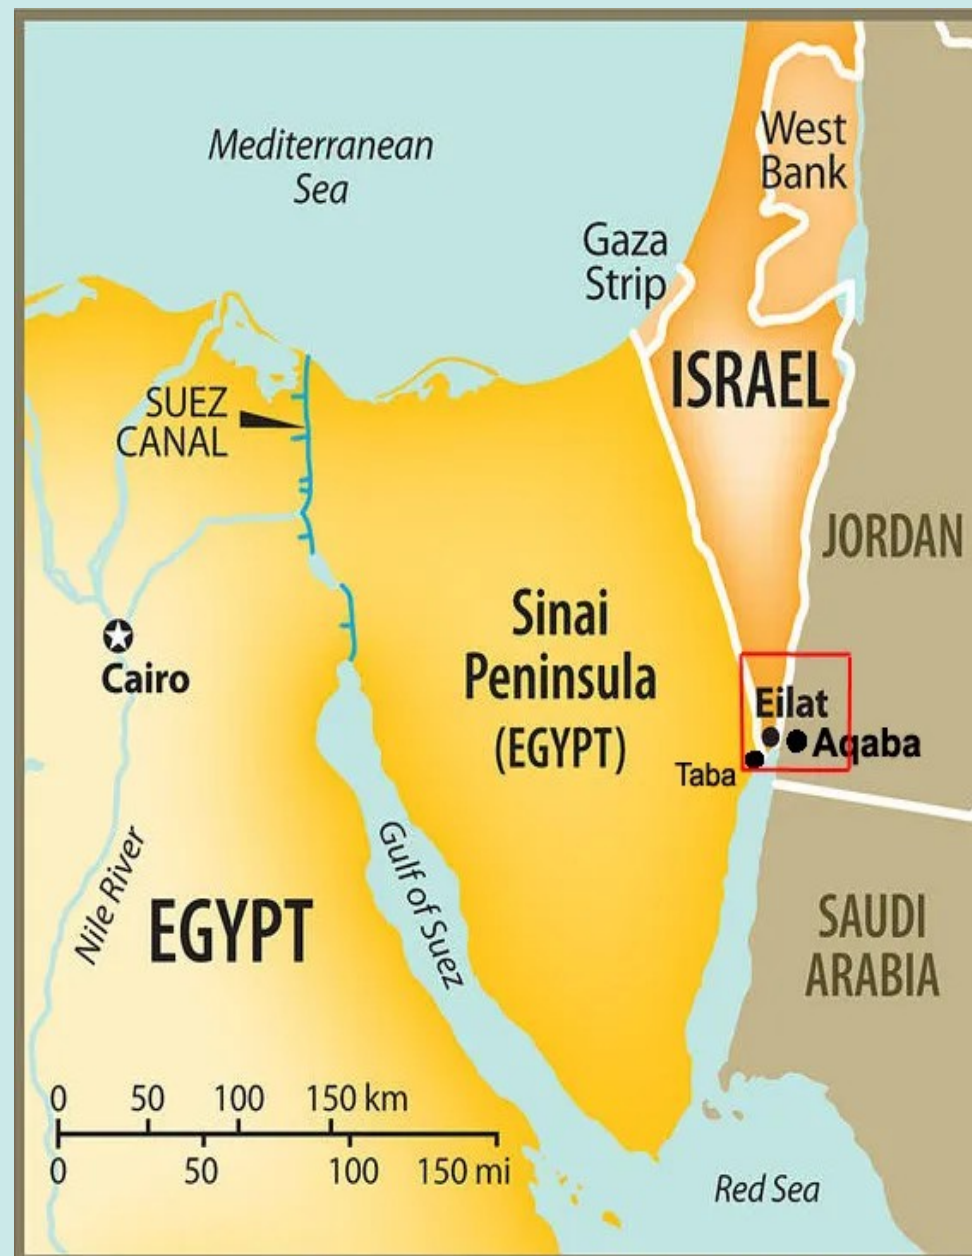 Mediterranean
Sea
West
Bank
Gaza
Strip
ISRAEL
SUEZ
CANAL
JORDAN
Sinai
Peninsula
(EGYPT)
Cairo
Eilat
Aqaba
Taba
Nile River
EGYPT
Gulf of Suez
SAUDI
ARABIA
0 50 100 150 km
0 50 100 150 mi
Red Sea